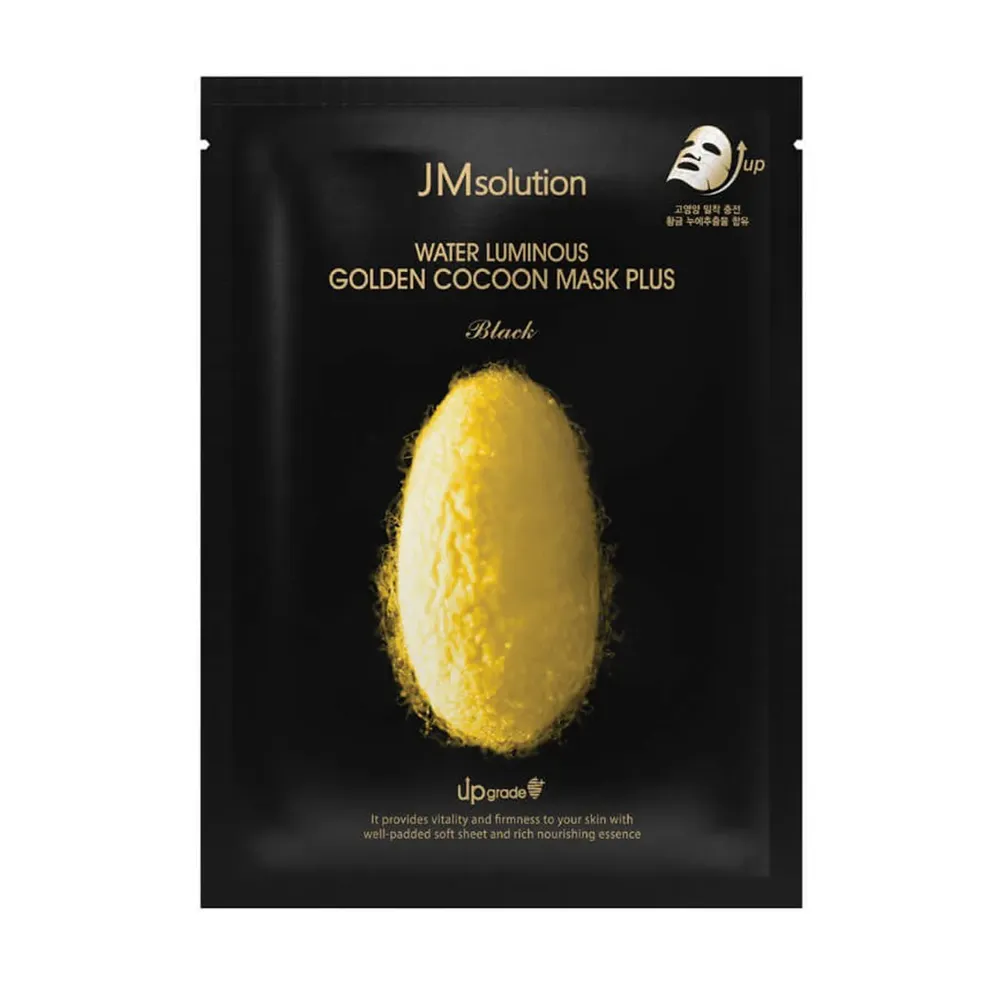 JMsolution
up
고영양 밀착 충전
황금 누에추출물 함유
WATER LUMINOUS
GOLDEN COCOON MASK PLUS
Black
upgrade
It provides vitality and firmness to your skin with
well-padded soft sheet and rich nourishing essence